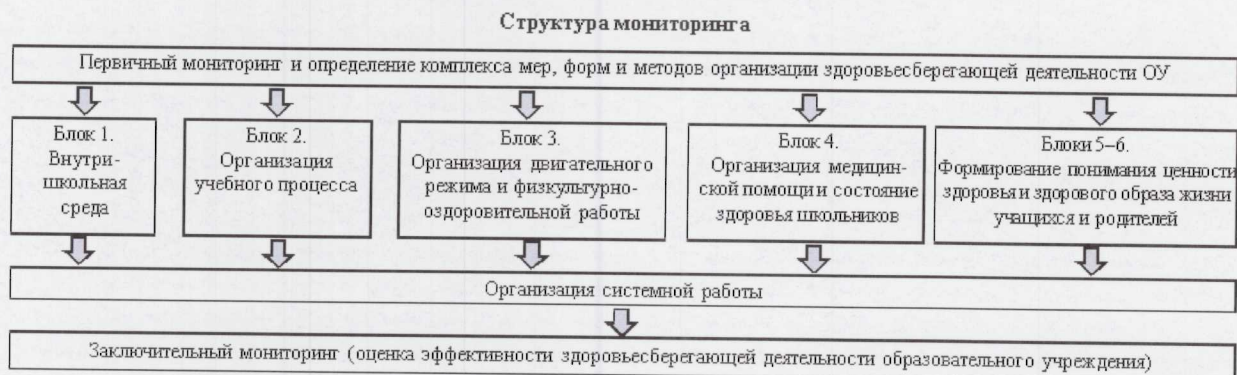 Структура мониторинга
Первичный мониторинг и определение комплекса мер, форм и методов организации здоровьесберегающей деятельности ОУ
Блок 1.
Внутри-
школьная
среда
Блок 2.
Организация
учебного процесса
Блок 3.
Организация двигательного
режима и физкультурно-
оздоровительной работы
Блок 4.
Организация медицин-
ской помощи и состояние
здоровья школьников
Блоки 5–6.
Формирование понимания ценности
здоровья и здорового образа жизни
учащихся и родителей
Организация системной работы
Заключительный мониторинг (оценка эффективности здоровьесберегающей деятельности образовательного учреждения)